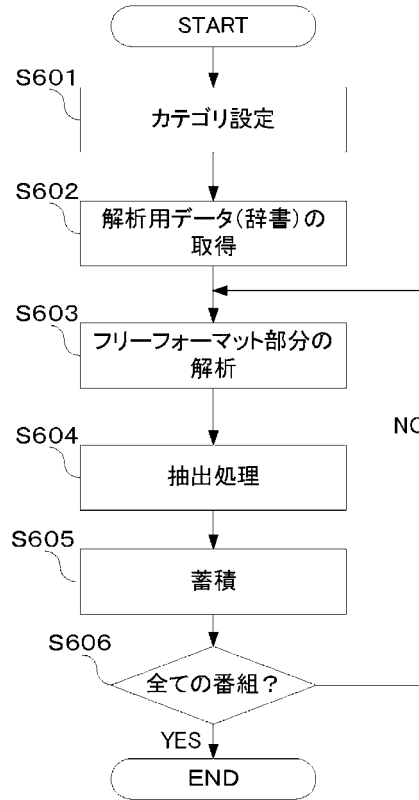 START
S601
カテゴリ設定
S602
解析用データ(辞書)の
取得
S603
フリーフォーマット部分の
解析
NO
S604
抽出処理
S605
蓄積
S606
全ての番組?
YES
END